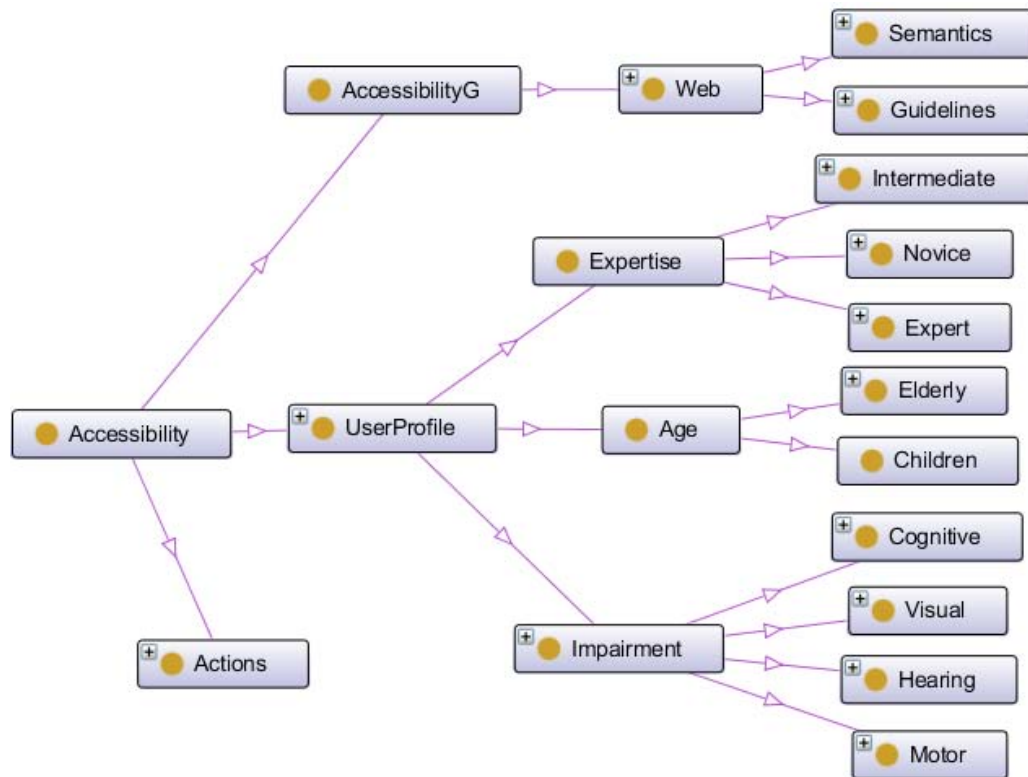 Semantics
AccessibilityG
Web
Guidelines
Intermediate
Expertise
Novice
Expert
Elderly
Accessibility
UserProfile
Age
Children
Cognitive
Visual
Impairment
Actions
Hearing
Motor